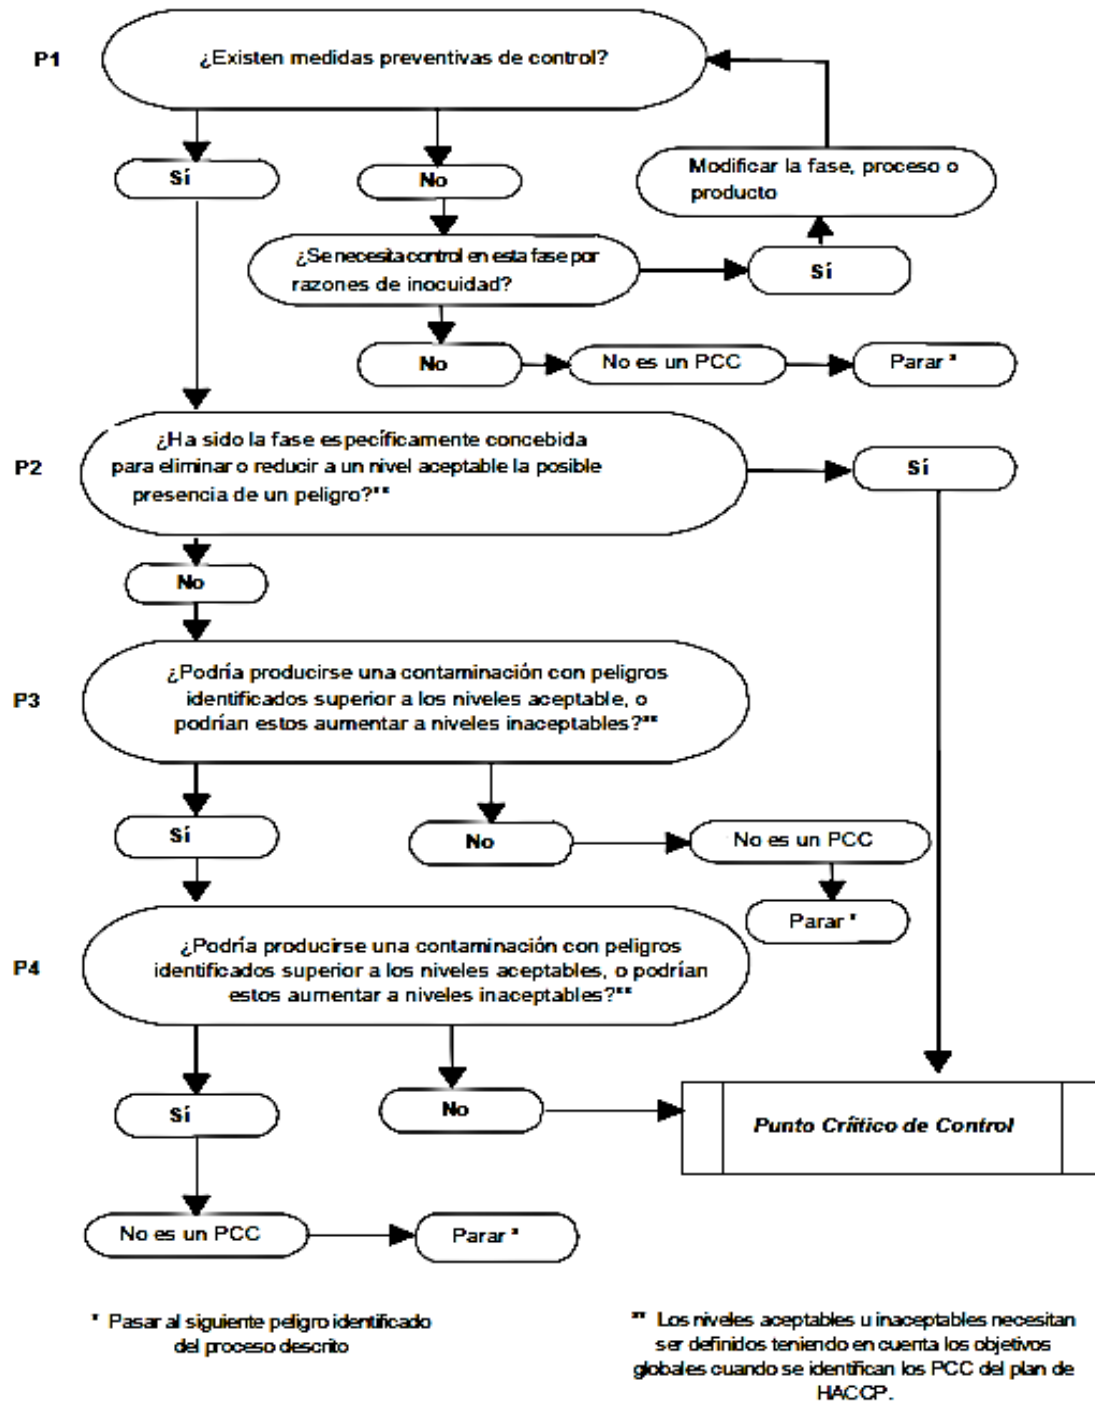 P1
¿Existen medidas preventivas de control?
Sí
No
Modificar la fase, proceso o
producto
¿Se necesita control en esta fase por
razones de inocuidad?
Sí
No
No es un PCC
Parar *
P2
¿Ha sido la fase específicamente concebida
para eliminar o reducir a un nivel aceptable la posible
presencia de un peligro?**
Sí
No
P3
¿Podría producirse una contaminación con peligros
identificados superior a los niveles aceptable, o
podrían estos aumentar a niveles inaceptables?**
Sí
No
No es un PCC
Parar *
P4
¿Podría producirse una contaminación con peligros
identificados superior a los niveles aceptables, o podrían
estos aumentar a niveles inaceptables?**
Sí
No
Punto Criítico de Control
No es un PCC
Parar *
* Pasar al siguiente peligro identificado
del proceso descrito
** Los niveles aceptables u inaceptables necesitan
ser definidos teniendo en cuenta los objetivos
globales cuando se identifican los PCC del plan de
HACCP.